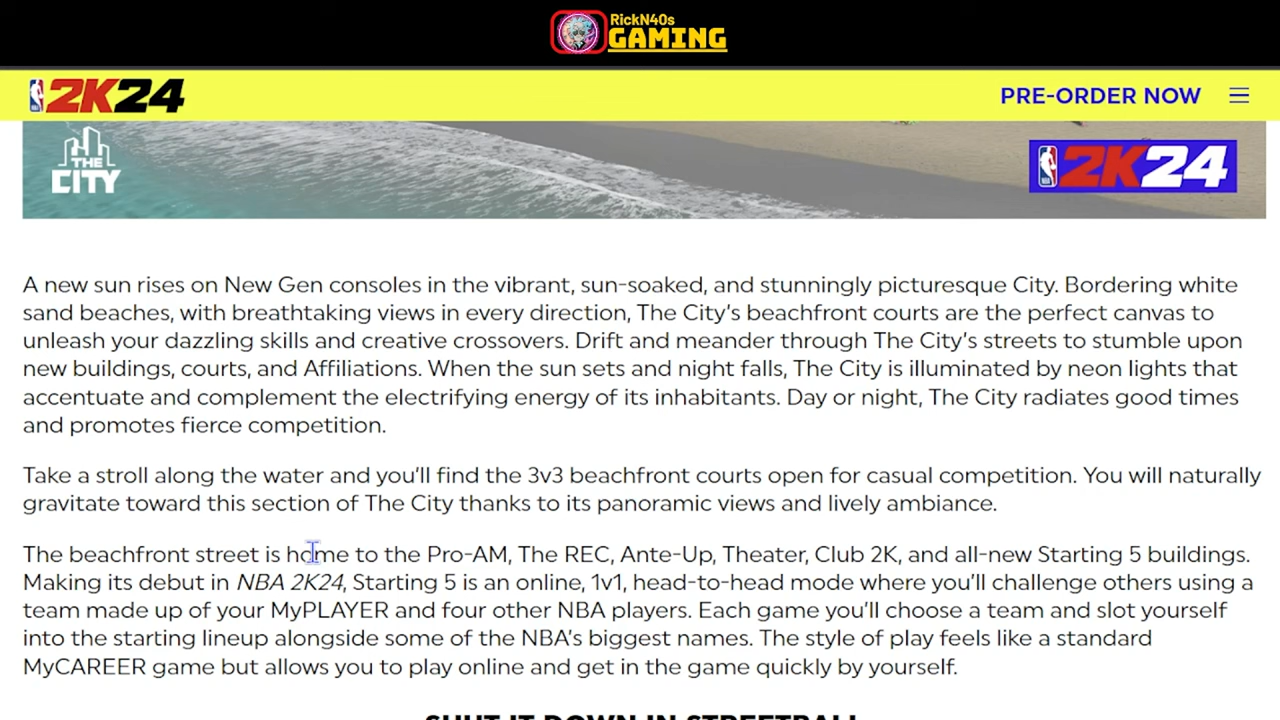 RickN40s
GAMING
2K24
PRE-ORDER NOW
THE
CITY
2K24
A new sun rises on New Gen consoles in the vibrant, sun-soaked, and stunningly picturesque City. Bordering white
sand beaches, with breathtaking views in every direction, The City's beachfront courts are the perfect canvas to
unleash your dazzling skills and creative crossovers. Drift and meander through The City's streets to stumble upon
new buildings, courts, and Affiliations. When the sun sets and night falls, The City is illuminated by neon lights that
accentuate and complement the electrifying energy of its inhabitants. Day or night, The City radiates good times
and promotes fierce competition.
Take a stroll along the water and you'll find the 3v3 beachfront courts open for casual competition. You will naturally
gravitate toward this section of The City thanks to its panoramic views and lively ambiance.
The beachfront street is home to the Pro-AM, The REC, Ante-Up, Theater, Club 2K, and all-new Starting 5 buildings.
Making its debut in NBA 2K24, Starting 5 is an online, 1v1, head-to-head mode where you'll challenge others using a
team made up of your MyPLAYER and four other NBA players. Each game you'll choose a team and slot yourself
into the starting lineup alongside some of the NBA's biggest names. The style of play feels like a standard
MyCAREER game but allows you to play online and get in the game quickly by yourself.
SHUT IT DOWN IN STREETBALL